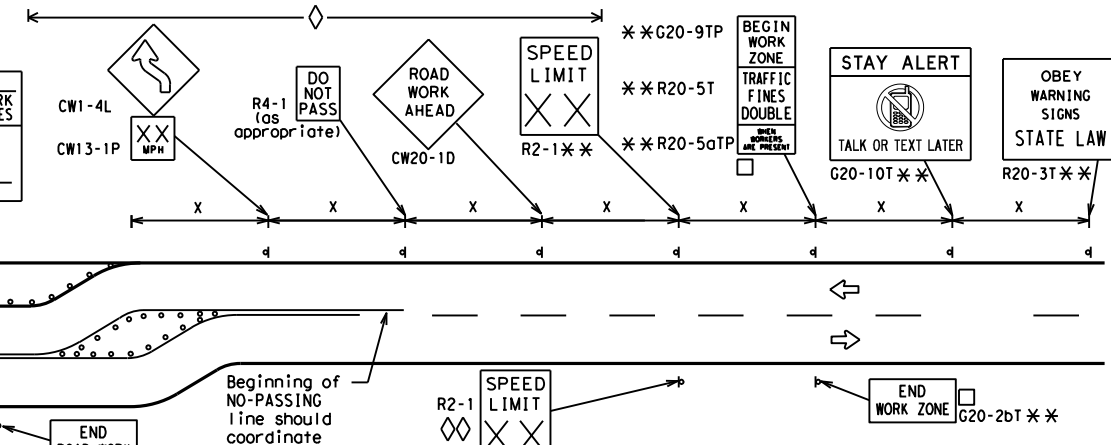 CW1-4L
XX
MPH
CW13-1P
R4-1
(as
appropriate)
DO
NOT
PASS
ROAD
WORK
AHEAD
CW20-1D
SPEED
LIMIT
X X
R2-1**
**G20-9TP
**R20-5T
**R20-5aTP
BEGIN
WORK
ZONE
TRAFFIC
FINES
DOUBLE
WHEN
WORKERS
ARE PRESENT
STAY ALERT
TALK OR TEXT LATER
G20-10T **
OBEY
WARNING
SIGNS
STATE LAW
R20-3T **
X X X X X X X
Beginning of
NO-PASSING
line should
coordinate
R2-1
SPEED
LIMIT
X X
END
WORK ZONE
G20-2bT **
END